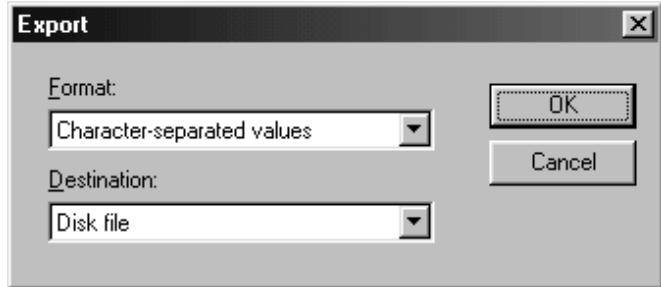 Export
Format:
Character-separated values
OK
Cancel
Destination:
Disk file